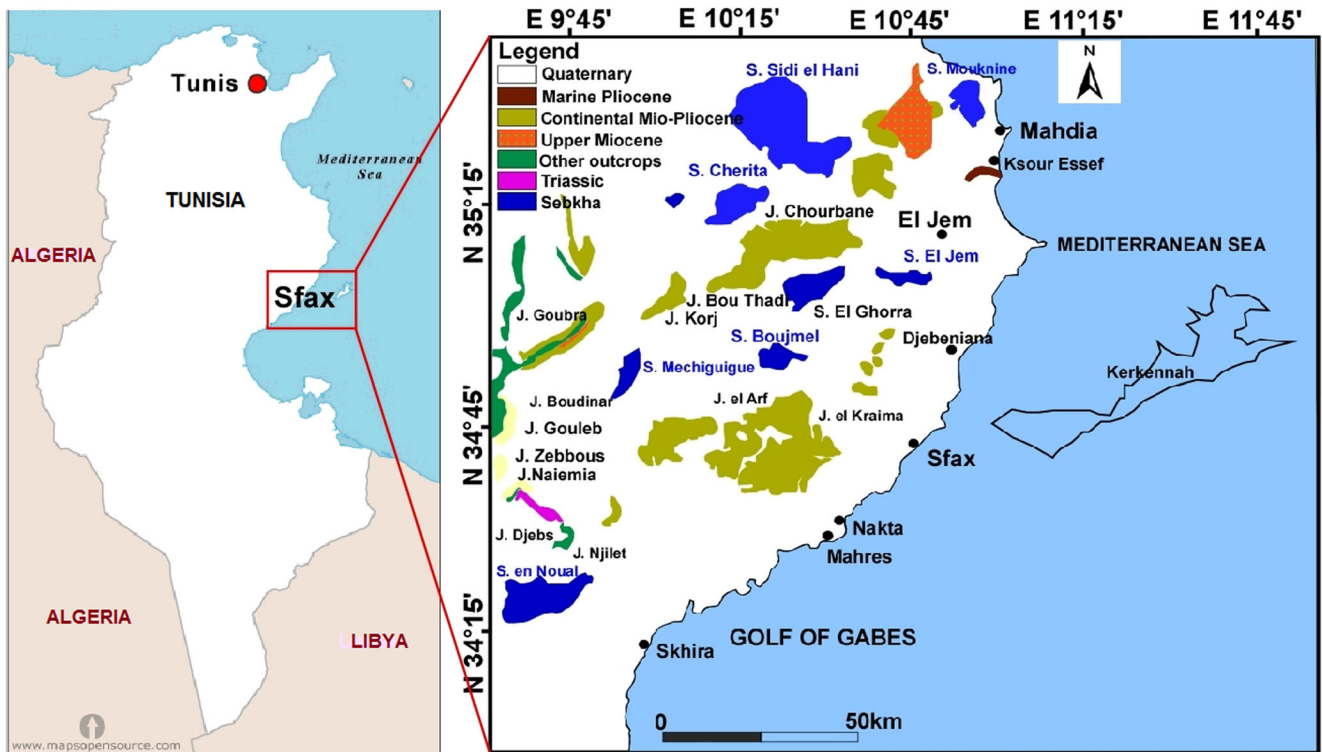 Tunis
Mediterranean
Sea
TUNISIA
ALGERIA
Sfax
ALGERIA
LIBYA
www.mapsopensource.com
E 9°45'
E 10°15'
E 10°45'
E 11°15'
E 11°45'
N 35°15'
N 34°45'
N 34°15'
Legend
Quaternary
Marine Pliocene
Continental Mio-Pliocene
Upper Miocene
Other outcrops
Triassic
Sebkha
N
S. Sidi el Hani
S. Mouknine
Mahdia
Ksour Essef
S. Cherita
J. Chourbane
El Jem
MEDITERRANEAN SEA
S. El Jem
J. Bou Thadi
J. Goubra
J. Korj
S. El Ghorra
S. Boujmel
Djebeniana
S. Mechiguigue
Kerkennah
J. Boudinar
J. el Arf
J. el Kraima
J. Gouleb
J. Zebbous
Sfax
J.Naiemia
J. Djebs
Nakta
J. Njilet
Mahres
S. en Noual
GOLF OF GABES
Skhira
0
50km